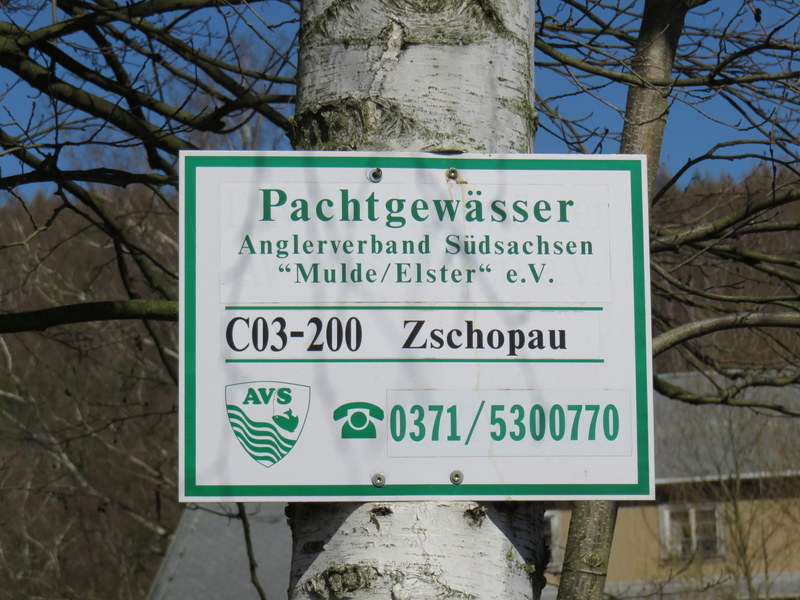 Pachtgewässer
Anglerverband Südsachsen
“Mulde/Elster“ e.V.
C03-200 Zschopau
AVS
0371/5300770